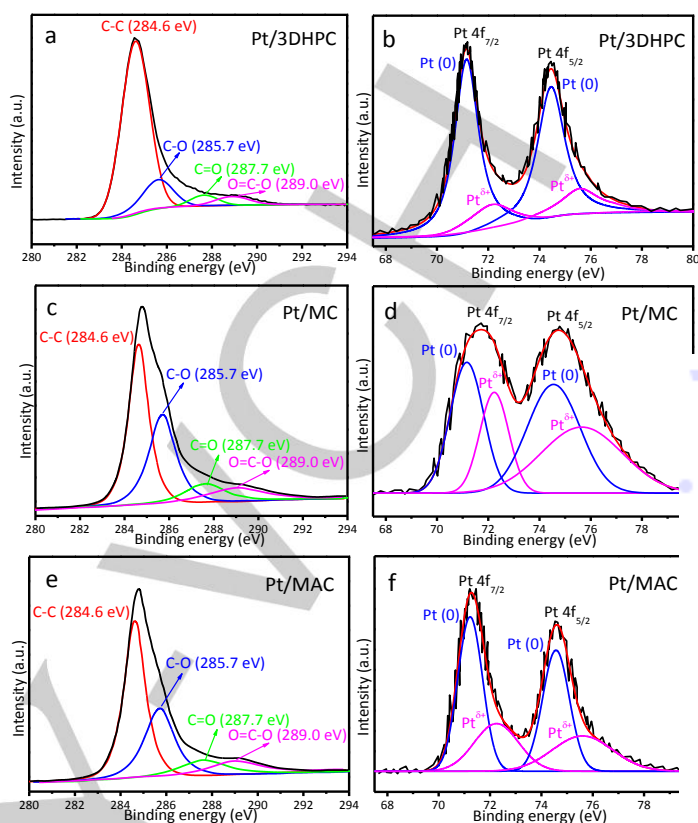 a
C-C (284.6 eV)
Pt/3DHPC
C-O (285.7 eV)
C=O (287.7 eV)
O=C-O (289.0 eV)
Intensity (a.u.)
280 282 284 286 288 290 292 294
Binding energy (eV)
b
Pt 4f7/2
Pt 4f5/2
Pt/3DHPC
Pt (0)
Pt (0)
Ptδ+
Ptδ+
Intensity (a.u.)
68 70 72 74 76 78 80
Binding energy (eV)
c
Pt/MC
C-C (284.6 eV)
C-O (285.7 eV)
C=O (287.7 eV)
O=C-O (289.0 eV)
Intensity (a.u.)
280 282 284 286 288 290 292 294
Binding energy (eV)
d
Pt 4f7/2
Pt 4f5/2
Pt/MC
Pt (0)
Ptδ+
Pt (0)
Ptδ+
Intensity (a.u.)
68 70 72 74 76 78
Binding energy (eV)
e
Pt/MAC
C-C (284.6 eV)
C-O (285.7 eV)
C=O (287.7 eV)
O=C-O (289.0 eV)
Intensity (a.u.)
280 282 284 286 288 290 292 294
Binding energy (eV)
f
Pt 4f7/2
Pt 4f5/2
Pt/MAC
Pt (0)
Pt (0)
Ptδ+
Ptδ+
Intensity (a.u.)
68 70 72 74 76 78
Binding energy (eV)